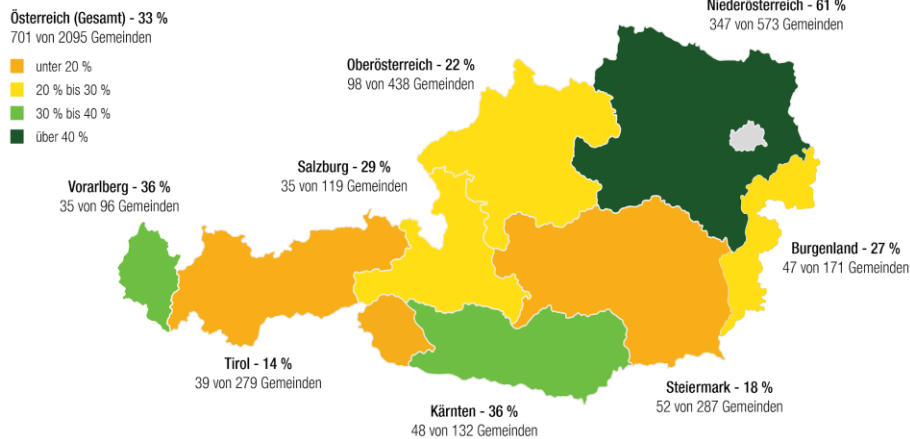 Österreich (Gesamt) - 33 %
701 von 2095 Gemeinden
unter 20 %
20 % bis 30 %
30 % bis 40 %
über 40 %
Niederösterreich - 61 %
347 von 573 Gemeinden
Oberösterreich - 22 %
98 von 438 Gemeinden
Salzburg - 29 %
35 von 119 Gemeinden
Vorarlberg - 36 %
35 von 96 Gemeinden
Burgenland - 27 %
47 von 171 Gemeinden
Tirol - 14 %
39 von 279 Gemeinden
Steiermark - 18 %
52 von 287 Gemeinden
Kärnten - 36 %
48 von 132 Gemeinden